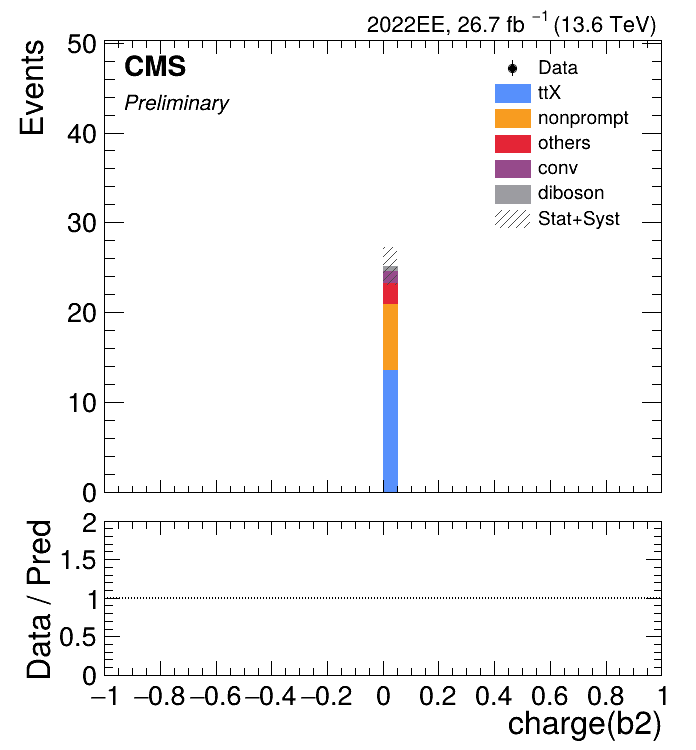 2022EE, 26.7 fb⁻¹ (13.6 TeV)
CMS
Preliminary
Events
50
40
30
20
10
0
Data
ttX
nonprompt
others
conv
diboson
Stat+Syst
Data / Pred
2
1.5
1
0.5
0
−1 −0.8 −0.6 −0.4 −0.2 0 0.2 0.4 0.6 0.8 1
charge(b2)